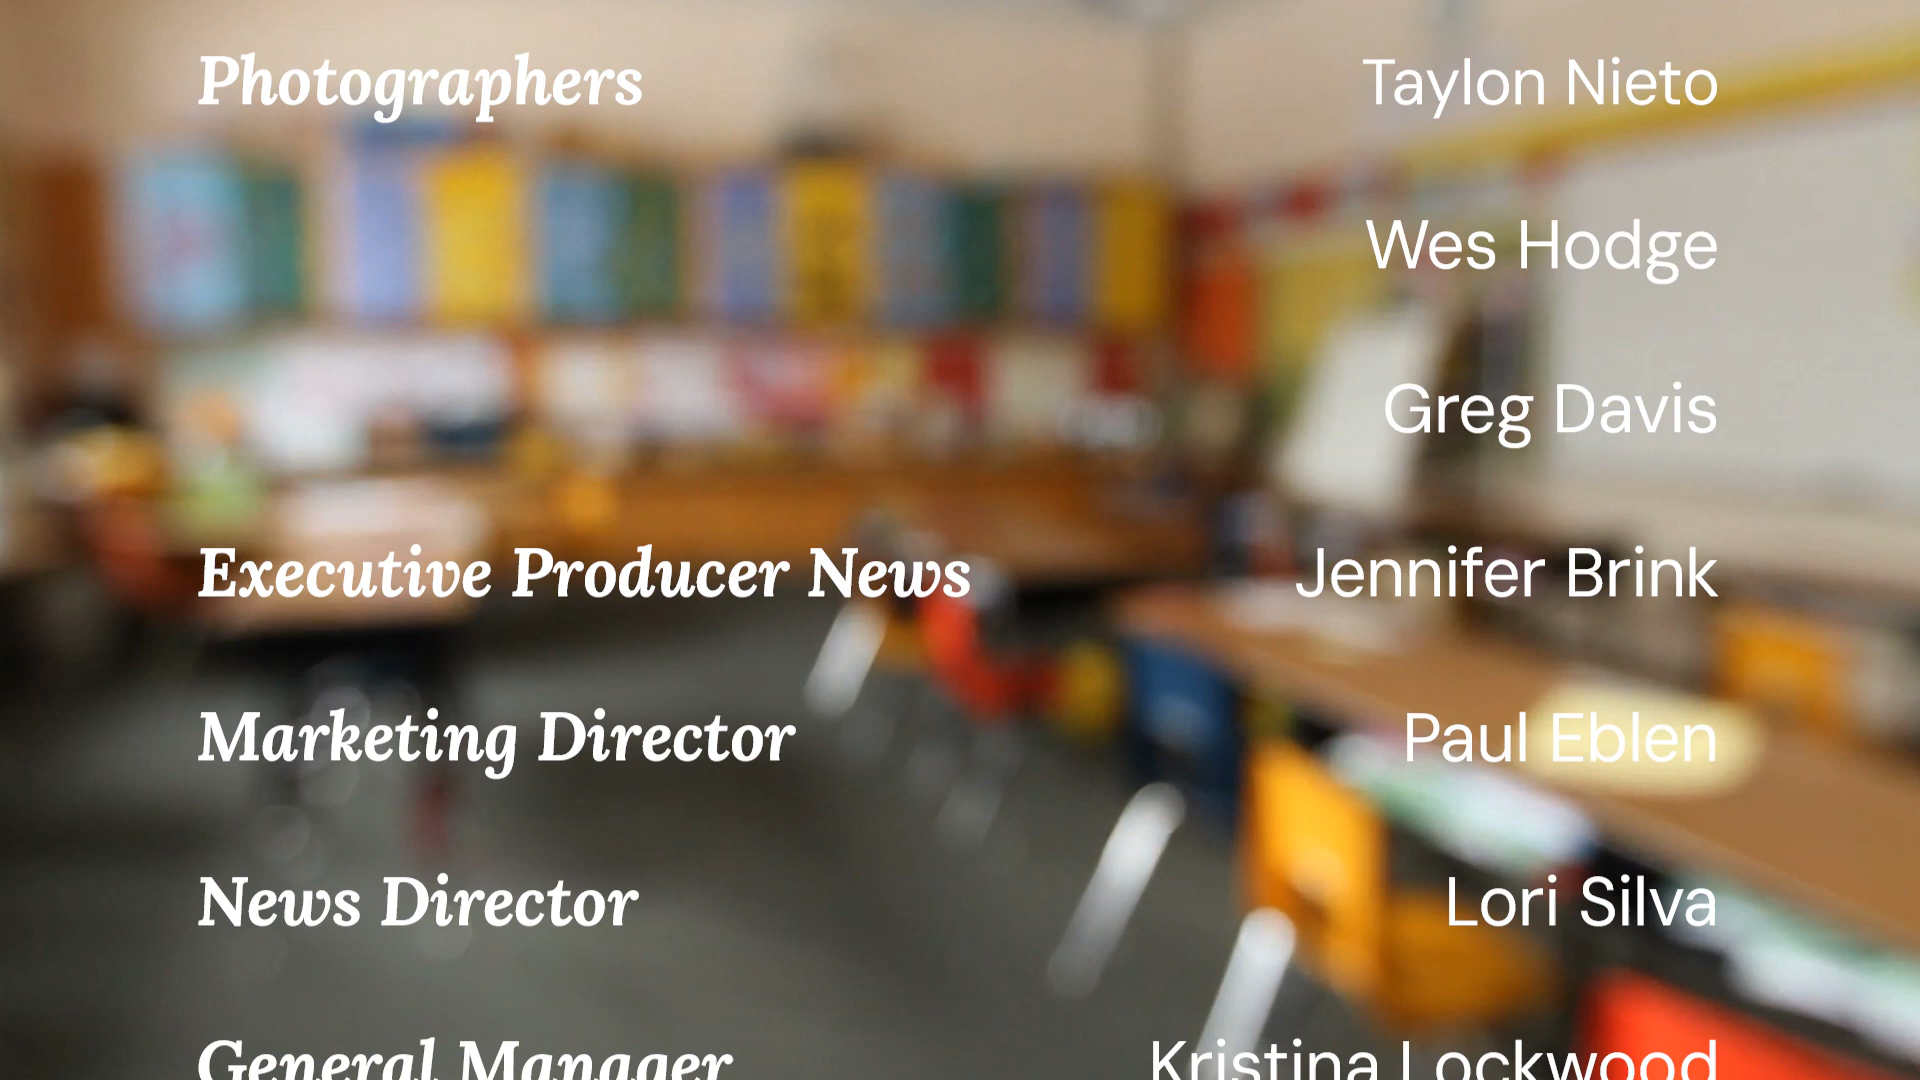 Photographers Taylon Nieto
Wes Hodge
Greg Davis
Executive Producer News Jennifer Brink
Marketing Director Paul Eblen
News Director Lori Silva
General Manager Kristina Lockwood